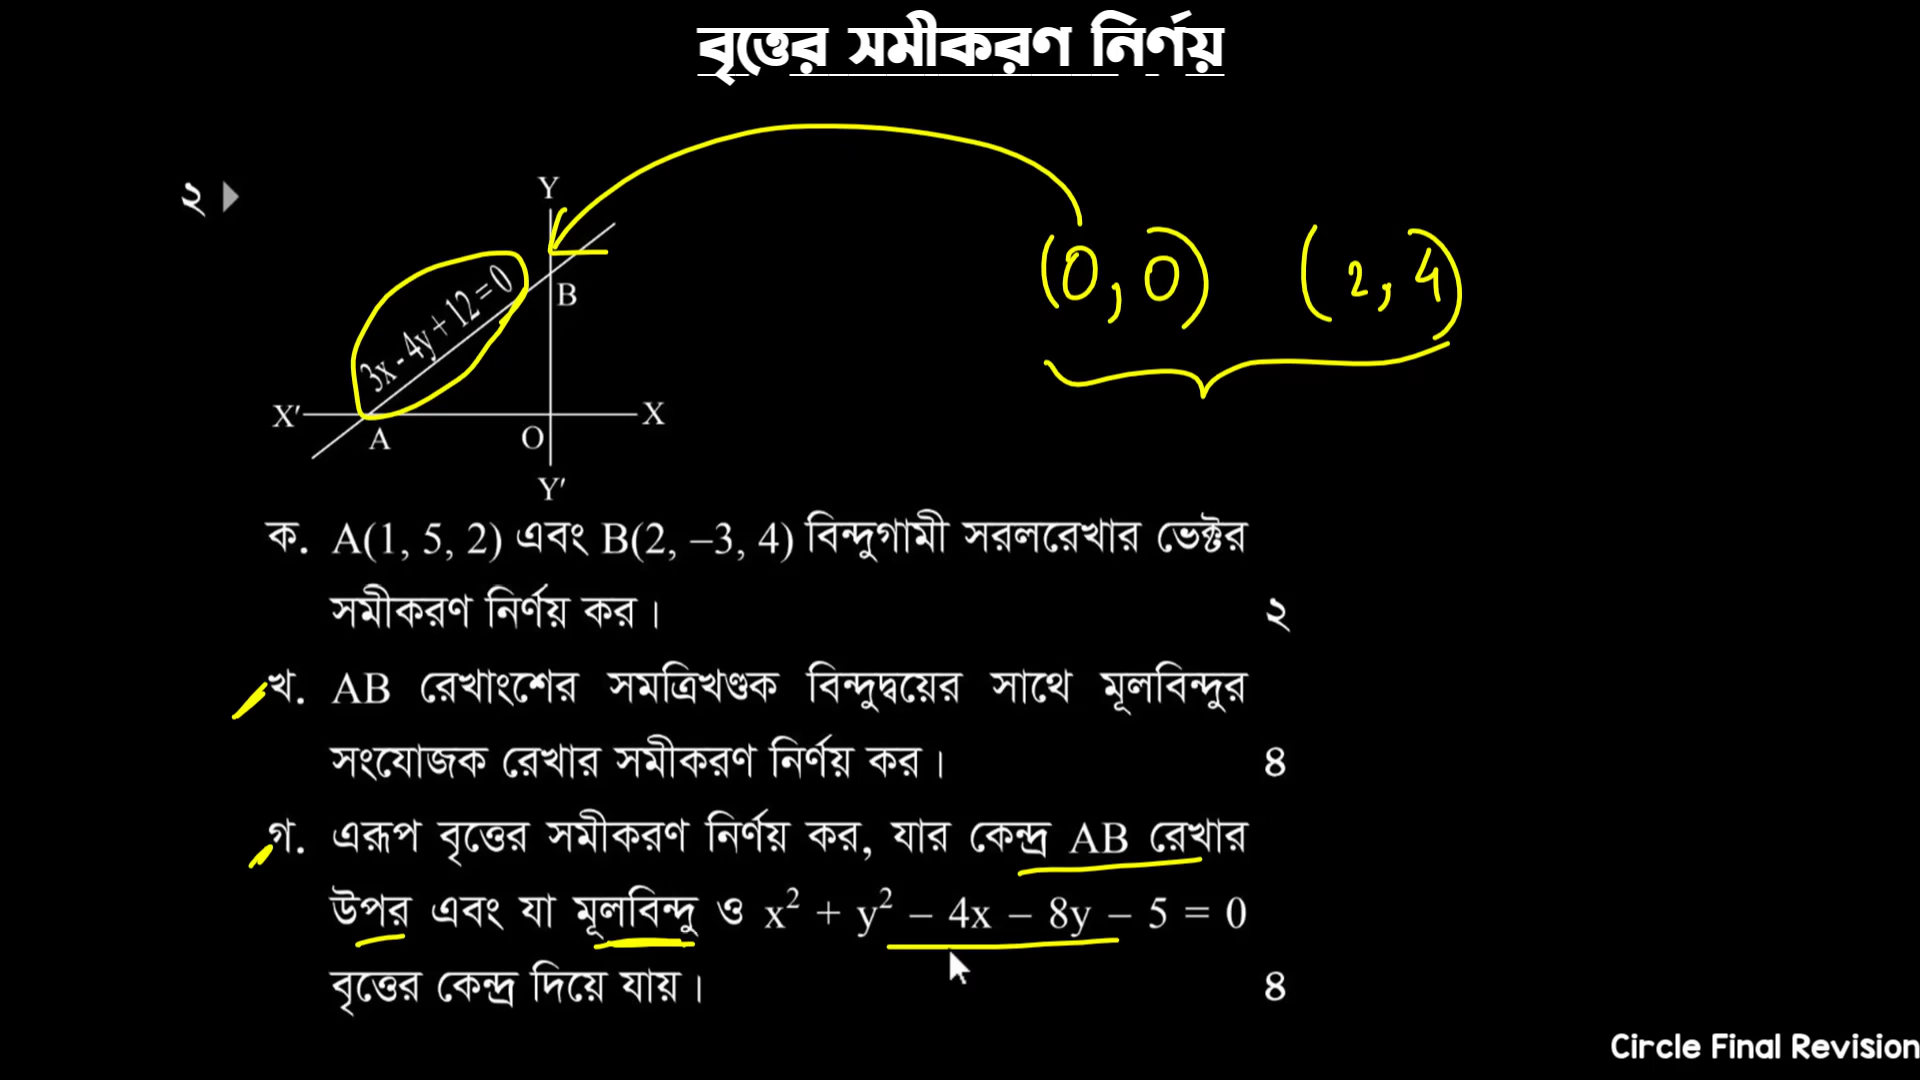 বৃত্তের সমীকরণ নির্ণয়
২
Y
(0, 0) (2, 4)
3x - 4y + 12 = 0
B
X' X
A O
Y'
ক. A(1, 5, 2) এবং B(2, –3, 4) বিন্দুগামী সরলরেখার ভেক্টর
সমীকরণ নির্ণয় কর। ২
খ. AB রেখাংশের সমত্রিখণ্ডক বিন্দুদ্বয়ের সাথে মূলবিন্দুর
সংযোজক রেখার সমীকরণ নির্ণয় কর। ৪
গ. এরূপ বৃত্তের সমীকরণ নির্ণয় কর, যার কেন্দ্র AB রেখার
উপর এবং যা মূলবিন্দু ও x² + y² – 4x – 8y – 5 = 0
বৃত্তের কেন্দ্র দিয়ে যায়। ৪
Circle Final Revision